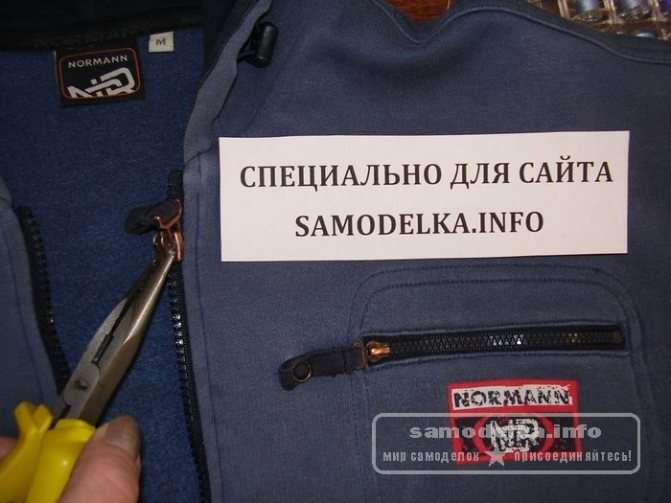 NORMANN
M
СПЕЦИАЛЬНО ДЛЯ САЙТА
SAMODELKA.INFO
NORMANN
samodelka.info
мир самоделок присоединяйтесь!